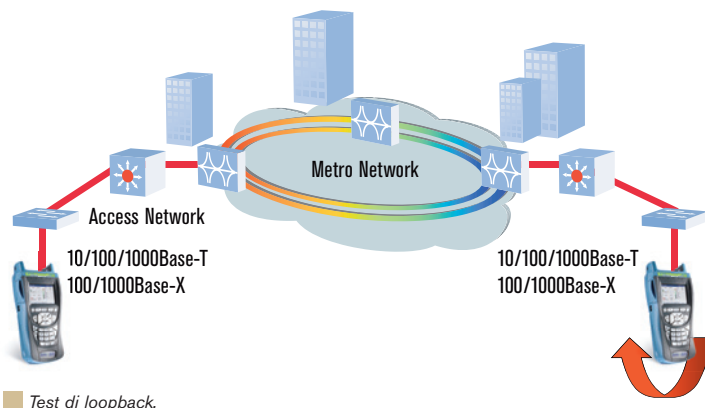 Metro Network
Access Network
10/100/1000Base-T
100/1000Base-X
10/100/1000Base-T
100/1000Base-X
Test di loopback.